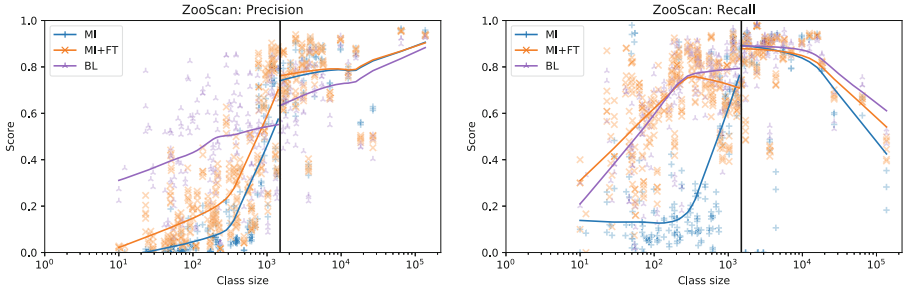 ZooScan: Precision
1.0
0.8
0.6
0.4
0.2
0.0
Score
MI
MI+FT
BL
10^0
10^1
10^2
10^3
10^4
10^5
Class size
ZooScan: Recall
1.0
0.8
0.6
0.4
0.2
0.0
Score
MI
MI+FT
BL
10^0
10^1
10^2
10^3
10^4
10^5
Class size